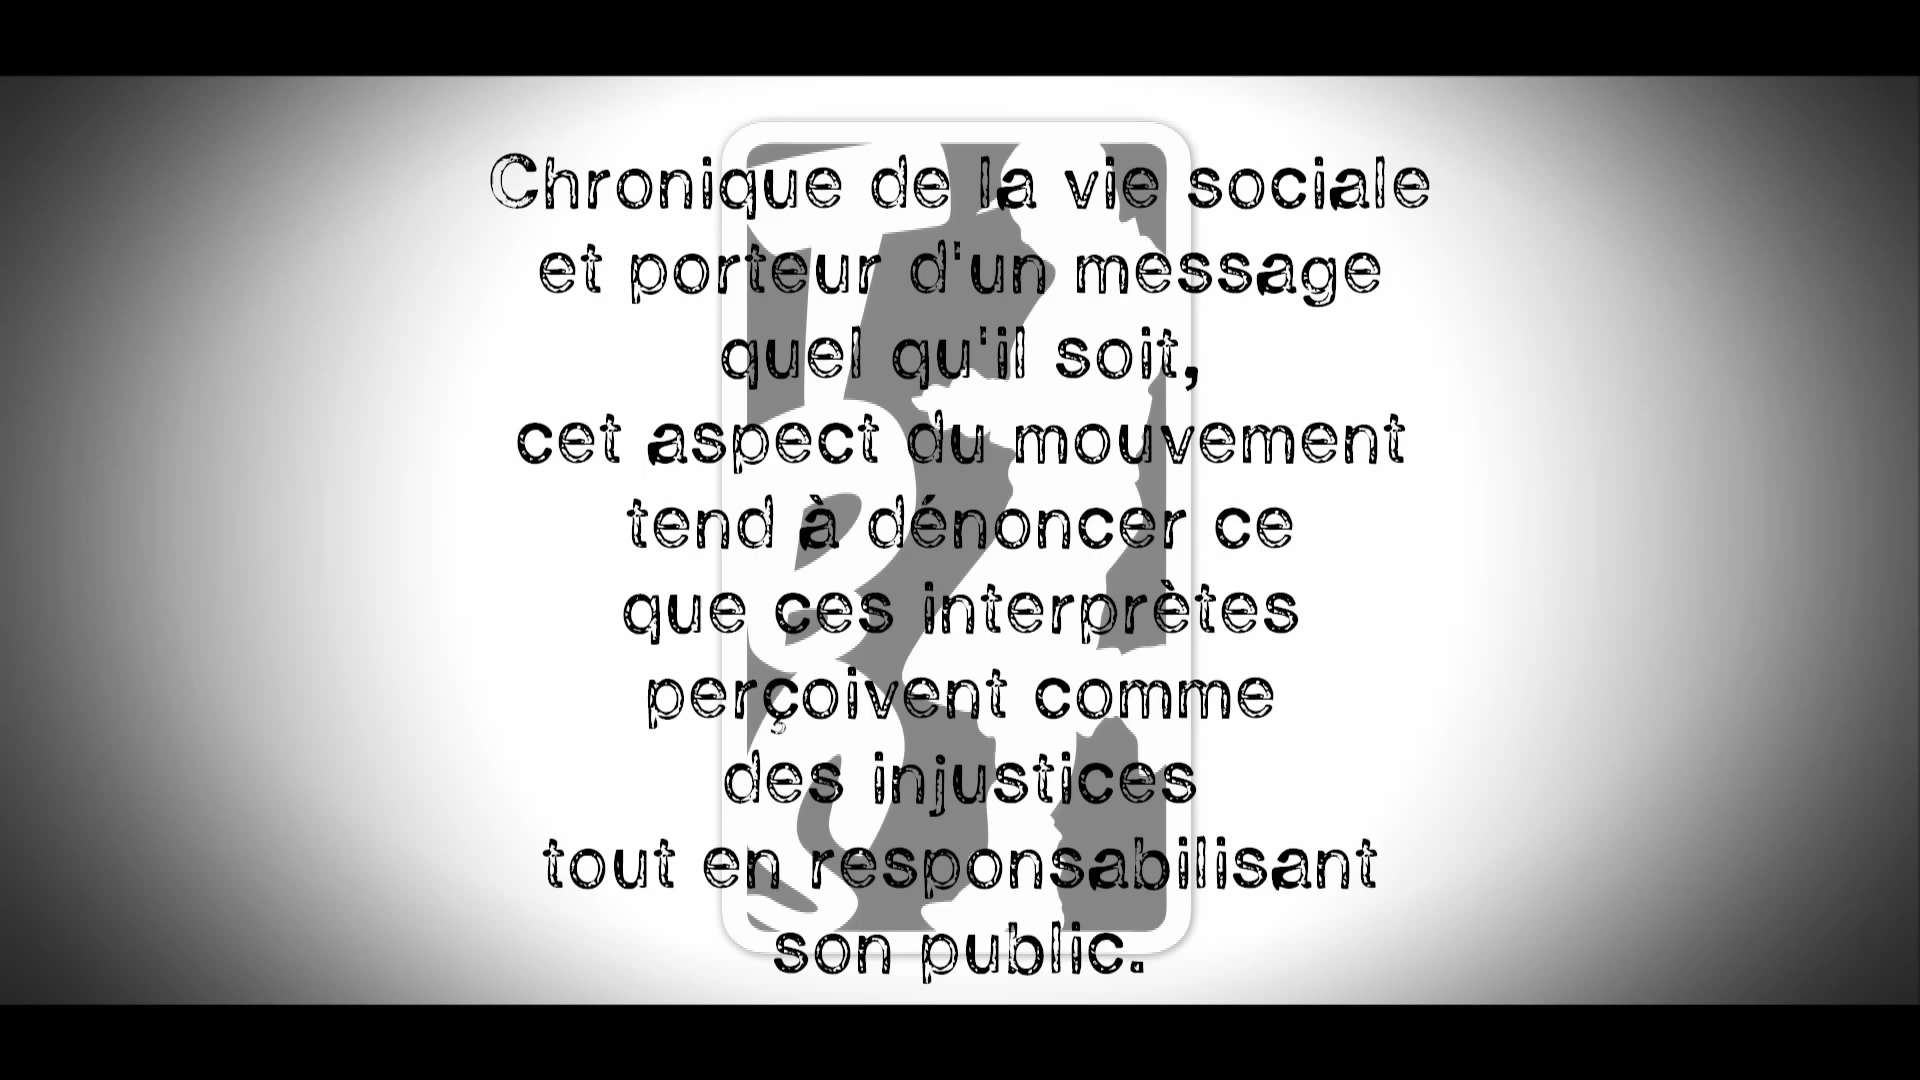 Chronique de la vie sociale
et porteur d'un message
quel qu'il soit,
cet aspect du mouvement
tend à dénoncer ce
que ces interprètes
perçoivent comme
des injustices
tout en responsabilisant
son public.